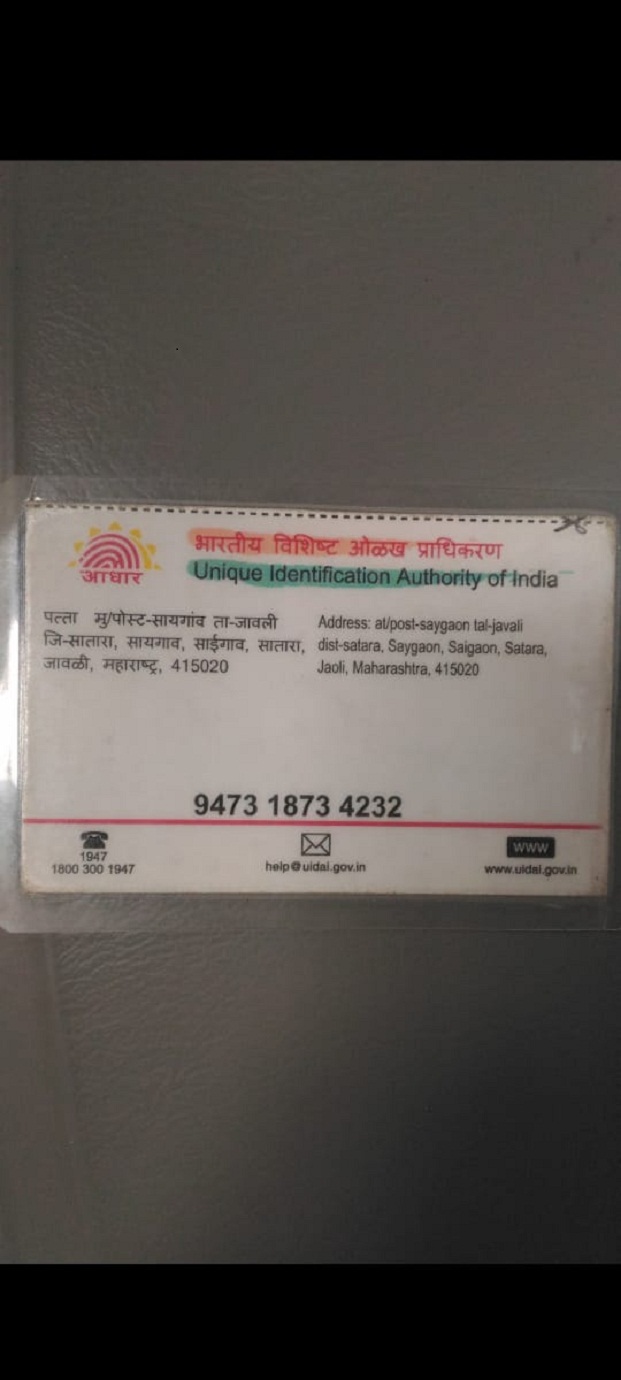 भारतीय विशिष्ट ओळख प्राधिकरण
Unique Identification Authority of India
आधार
पत्ता मु/पोस्ट-सायगांव ता-जावली
जि-सातारा, सायगाव, साईगाव, सातारा,
जावळी, महाराष्ट्र, 415020
Address: at/post-saygaon tal-javali
dist-satara, Saygaon, Saigaon, Satara,
Jaoli, Maharashtra, 415020
9473 1873 4232
1947
1800 300 1947
help@uidai.gov.in
www
www.uidai.gov.in